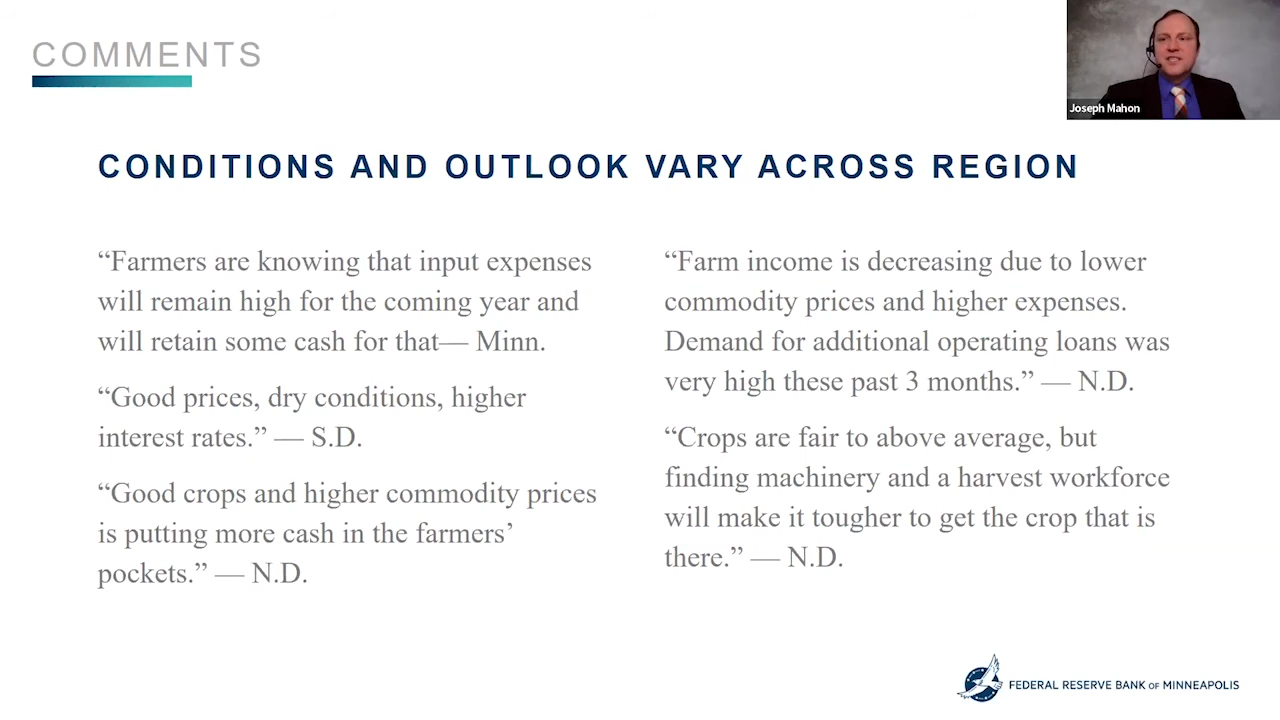 COMMENTS
Joseph Mahon
CONDITIONS AND OUTLOOK VARY ACROSS REGION
“Farmers are knowing that input expenses
will remain high for the coming year and
will retain some cash for that— Minn.
“Good prices, dry conditions, higher
interest rates.” — S.D.
“Good crops and higher commodity prices
is putting more cash in the farmers’
pockets.” — N.D.
“Farm income is decreasing due to lower
commodity prices and higher expenses.
Demand for additional operating loans was
very high these past 3 months.” — N.D.
“Crops are fair to above average, but
finding machinery and a harvest workforce
will make it tougher to get the crop that is
there.” — N.D.
FEDERAL RESERVE BANK OF MINNEAPOLIS